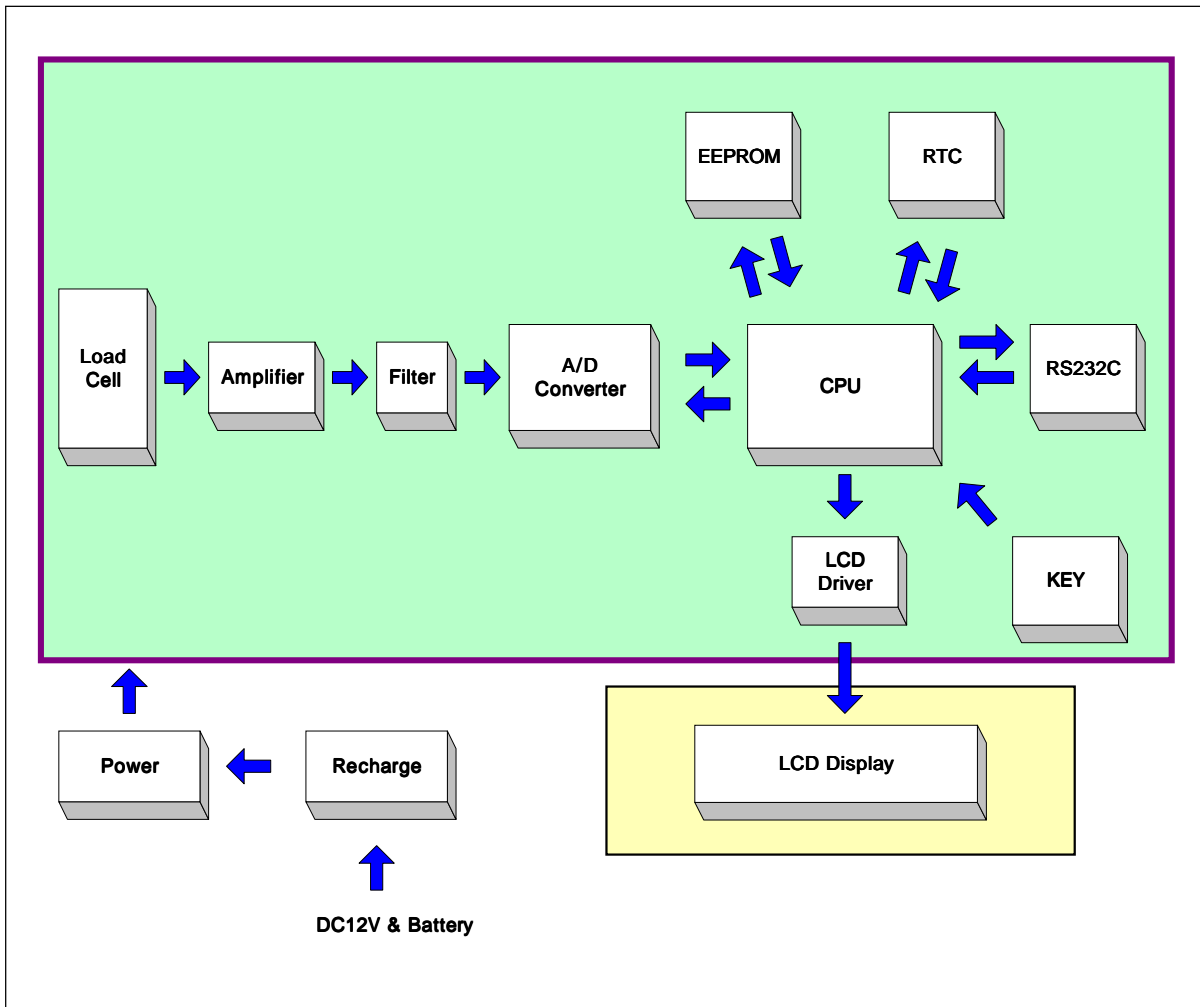 EEPROM
RTC
Load
Cell
Amplifier
Filter
A/D
Converter
CPU
RS232C
LCD
Driver
KEY
Power
Recharge
LCD Display
DC12V & Battery